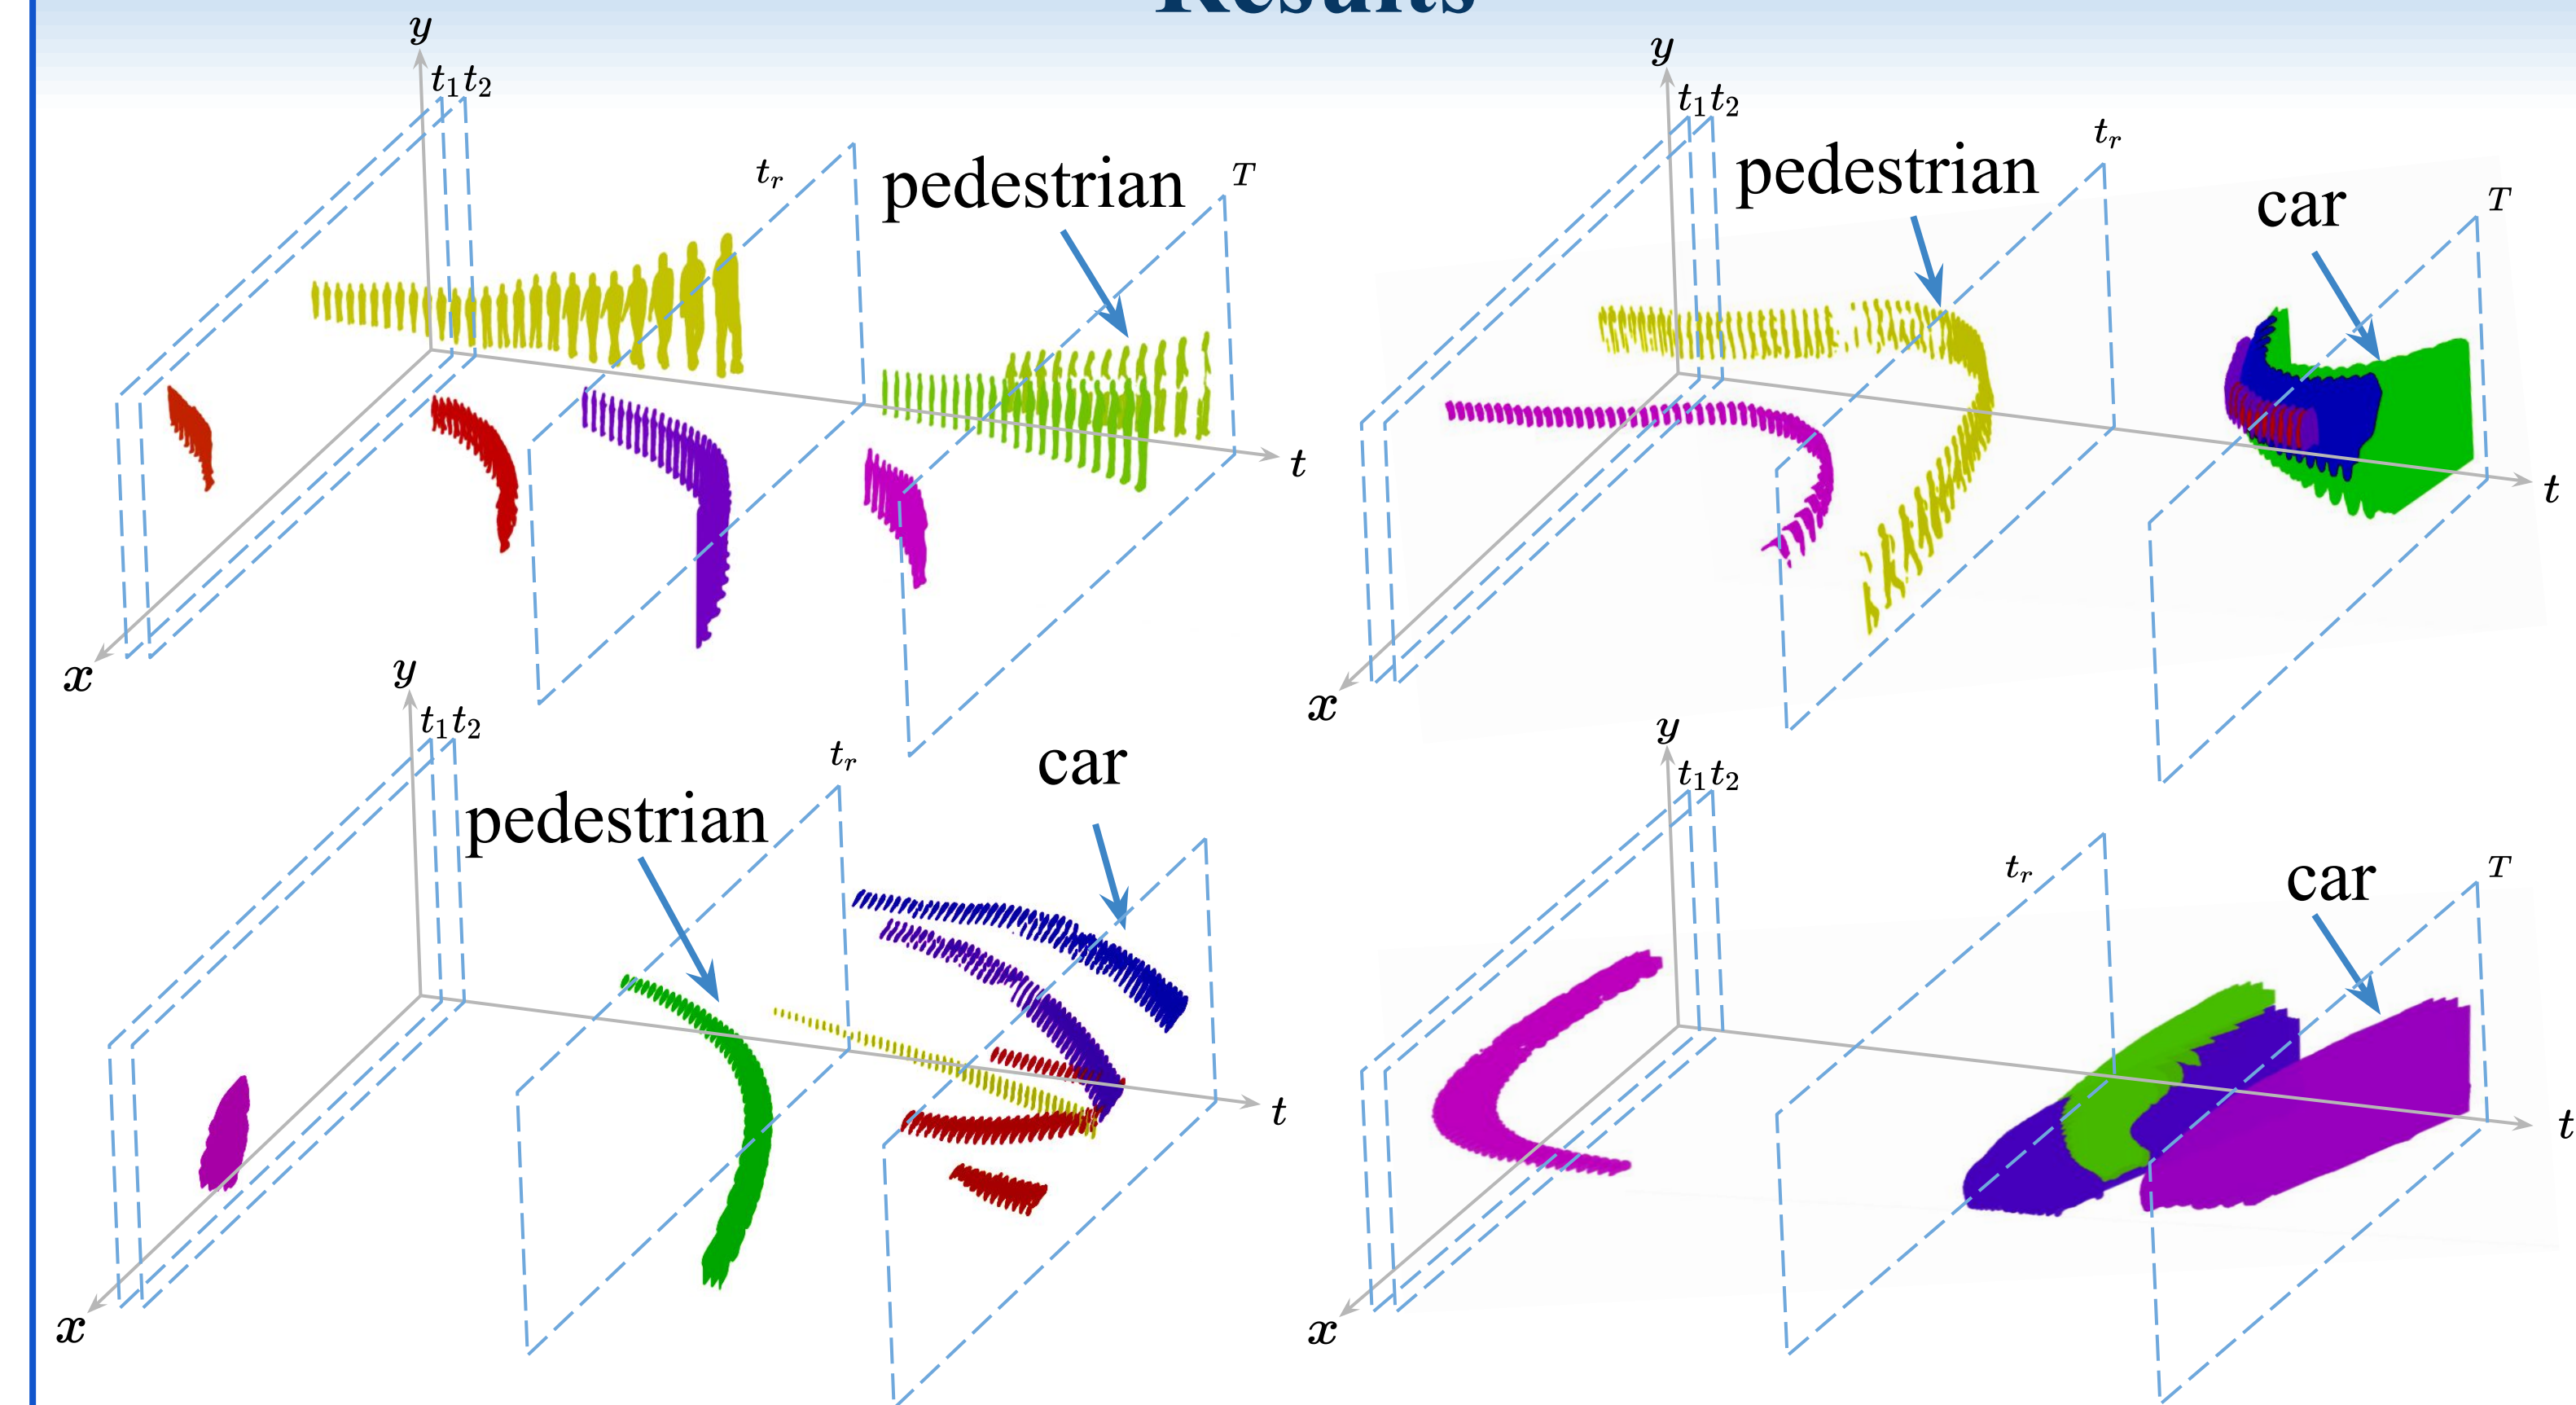 Results
y
t₁t₂
tᵣ
pedestrian
T
t
x
y
t₁t₂
pedestrian
tᵣ
car
T
t
x
y
t₁t₂
pedestrian
tᵣ
car
t
x
y
t₁t₂
tᵣ
car
T
t
x